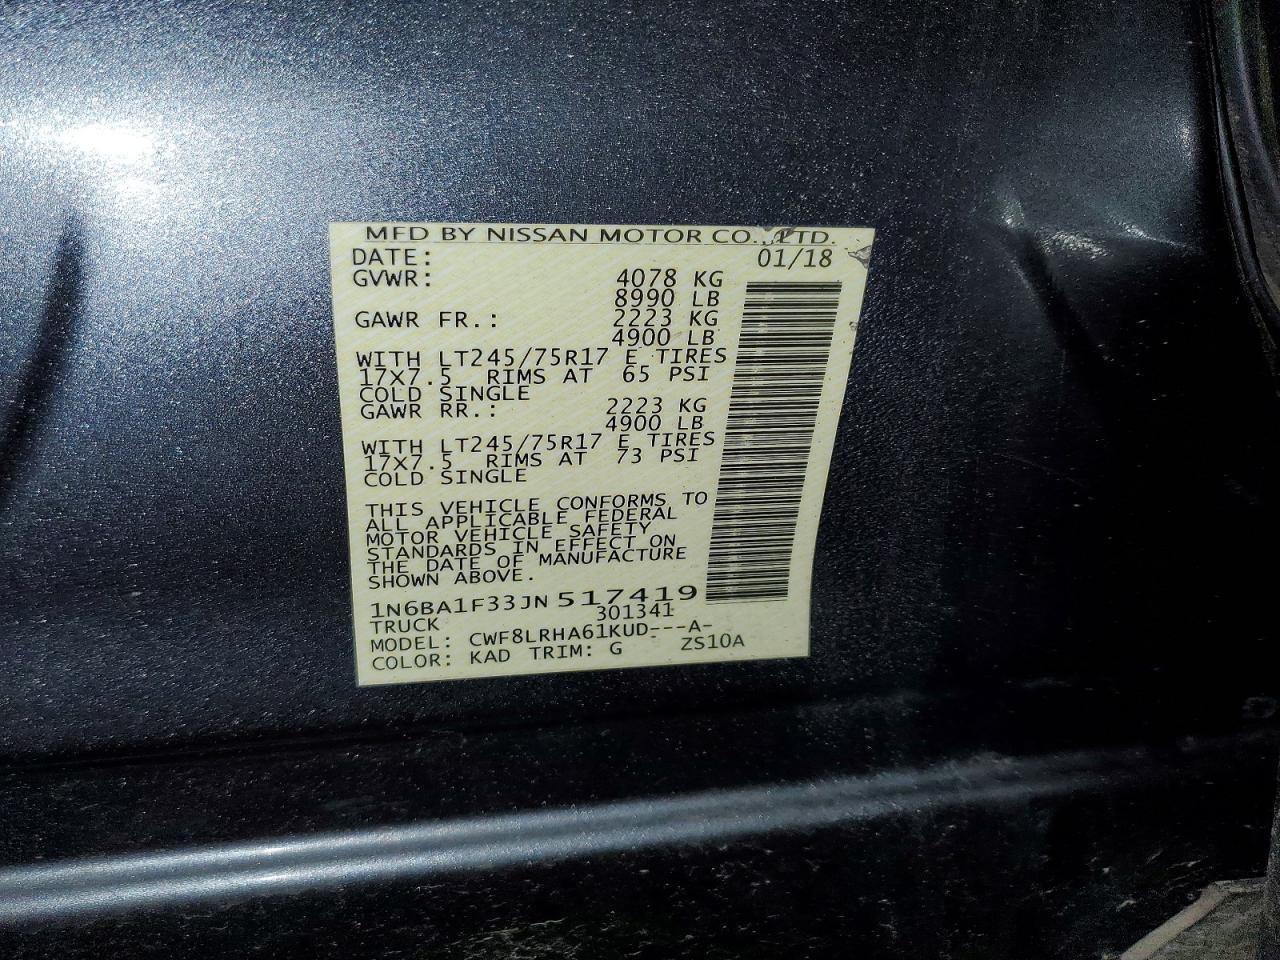 MFD BY NISSAN MOTOR CO., LTD.
DATE: 01/18
GVWR: 4078 KG
8990 LB
GAWR FR.: 2223 KG
4900 LB
WITH LT245/75R17 E TIRES
17X7.5 RIMS AT 65 PSI
COLD SINGLE
GAWR RR.: 2223 KG
4900 LB
WITH LT245/75R17 E TIRES
17X7.5 RIMS AT 73 PSI
COLD SINGLE
THIS VEHICLE CONFORMS TO
ALL APPLICABLE FEDERAL
MOTOR VEHICLE SAFETY
STANDARDS IN EFFECT ON
THE DATE OF MANUFACTURE
SHOWN ABOVE.
1N6BA1F33JN517419
TRUCK 301341
MODEL: CWF8LRHA61KUD---A-
COLOR: KAD TRIM: G ZS10A